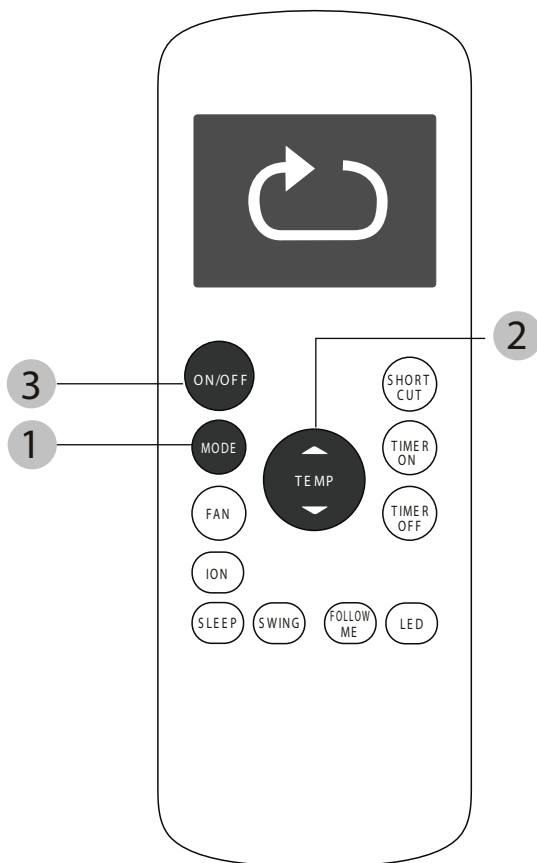 2
3
ON/OFF
SHORT
CUT
1
MODE
TEMP
TIMER
ON
FAN
TIMER
OFF
ION
SLEEP
SWING
FOLLOW
ME
LED